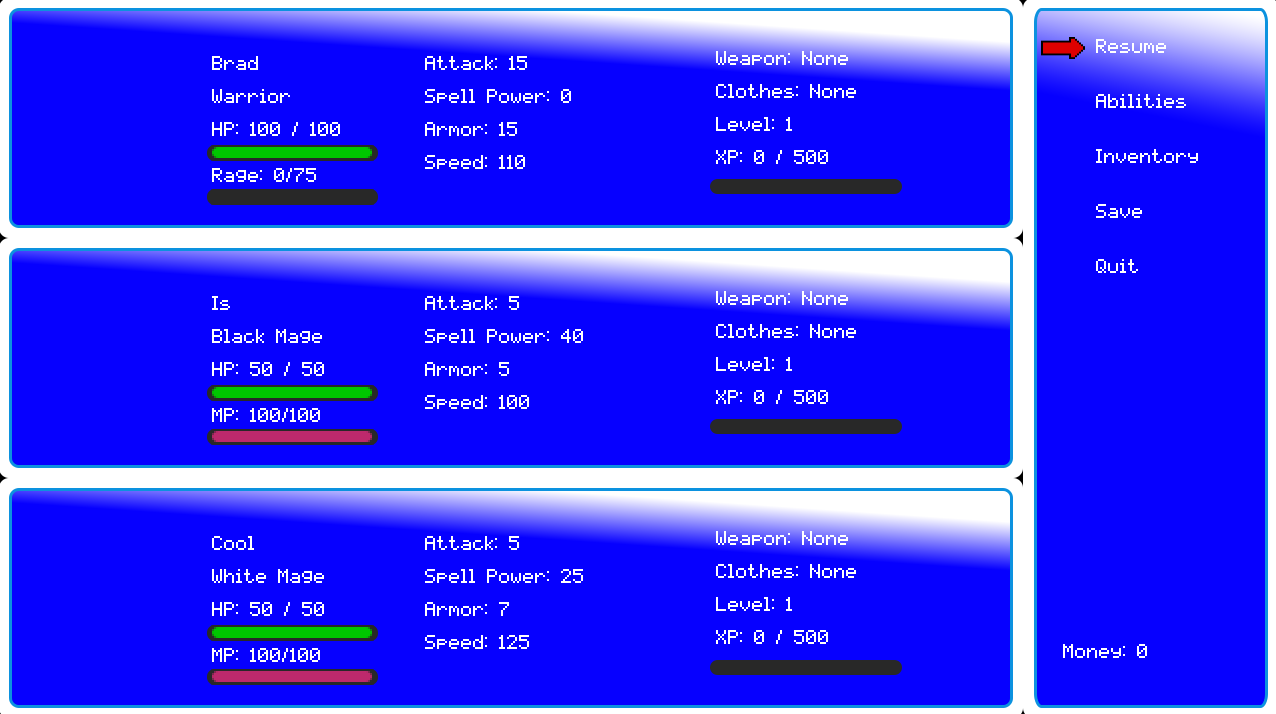 Brad
Warrior
HP: 100 / 100
Rage: 0/75
Attack: 15
Spell Power: 0
Armor: 15
Speed: 110
Weapon: None
Clothes: None
Level: 1
XP: 0 / 500
Is
Black Mage
HP: 50 / 50
MP: 100/100
Attack: 5
Spell Power: 40
Armor: 5
Speed: 100
Weapon: None
Clothes: None
Level: 1
XP: 0 / 500
Cool
White Mage
HP: 50 / 50
MP: 100/100
Attack: 5
Spell Power: 25
Armor: 7
Speed: 125
Weapon: None
Clothes: None
Level: 1
XP: 0 / 500
Resume
Abilities
Inventory
Save
Quit
Money: 0